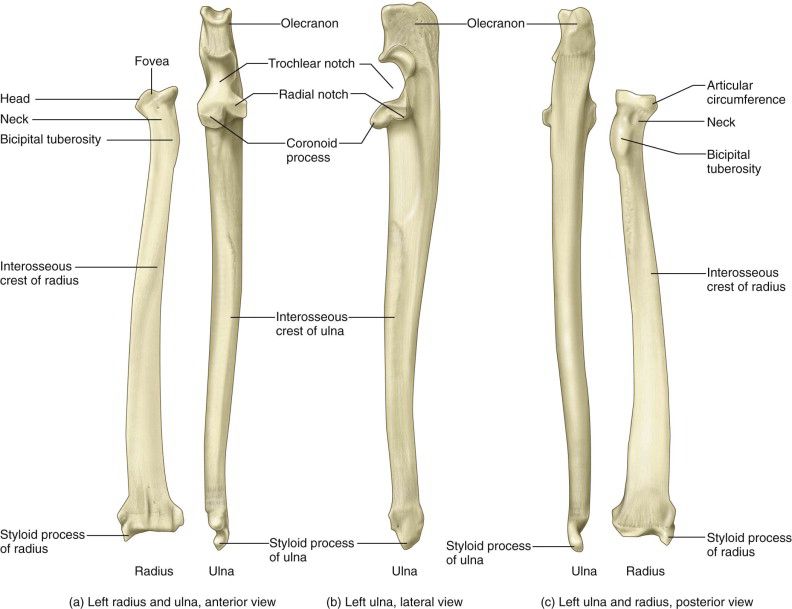 Olecranon
Olecranon
Fovea
Trochlear notch
Head
Radial notch
Articular
circumference
Neck
Neck
Bicipital tuberosity
Coronoid
process
Bicipital
tuberosity
Interosseous
crest of radius
Interosseous
crest of radius
Interosseous
crest of ulna
Styloid process
of radius
Styloid process
of ulna
Styloid process
of ulna
Styloid process
of radius
Radius
Ulna
Ulna
Ulna
Radius
(a) Left radius and ulna, anterior view
(b) Left ulna, lateral view
(c) Left ulna and radius, posterior view